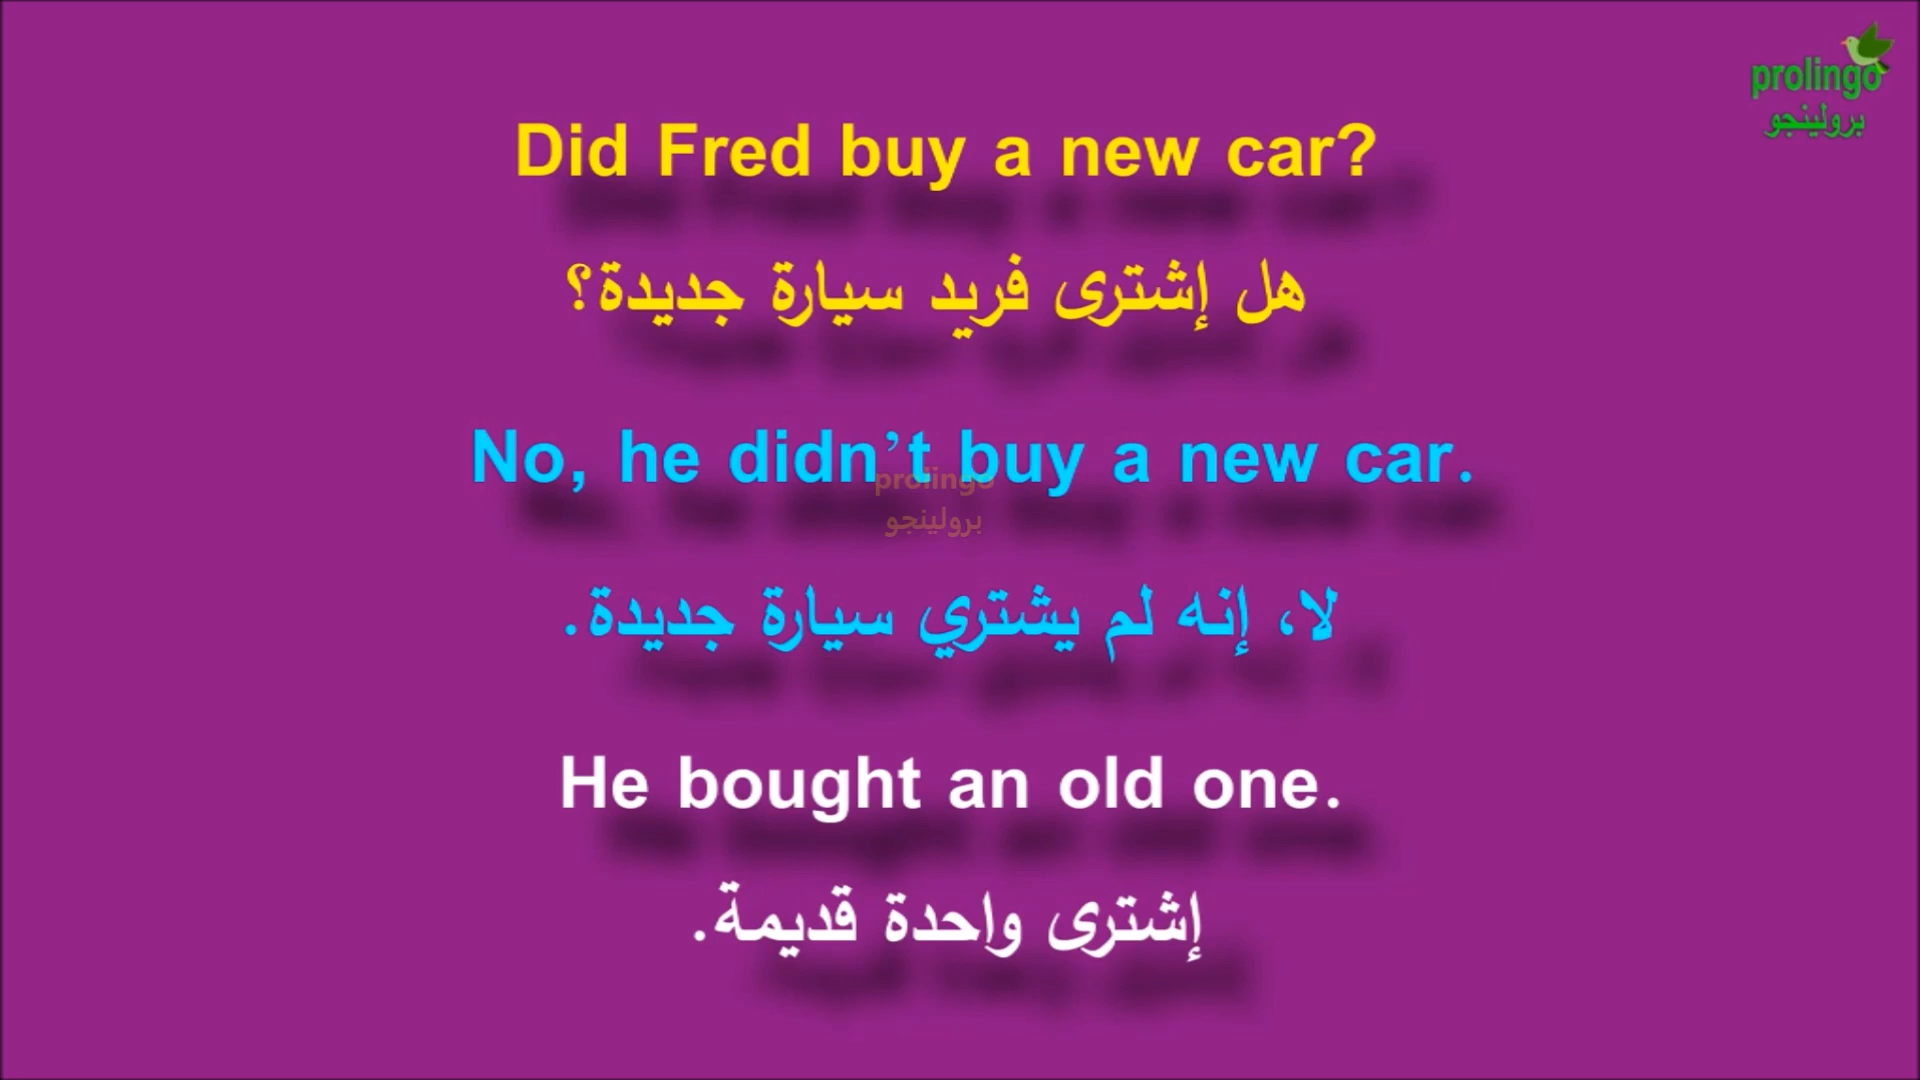 prolingo
برولينجو
Did Fred buy a new car?
هل إشترى فريد سيارة جديدة؟
No, he didn’t buy a new car.
prolingo
برولينجو
لا، إنه لم يشتري سيارة جديدة.
He bought an old one.
إشترى واحدة قديمة.